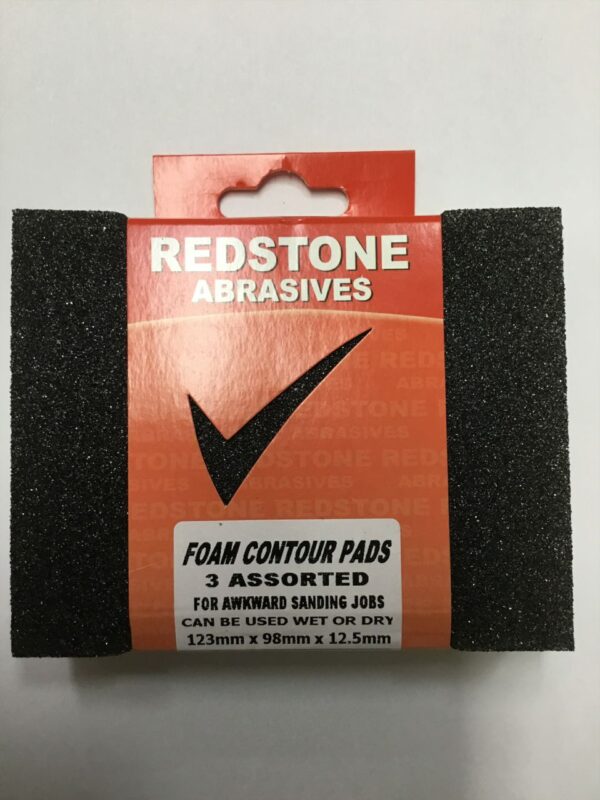 REDSTONE
ABRASIVES
FOAM CONTOUR PADS
3 ASSORTED
FOR AWKWARD SANDING JOBS
CAN BE USED WET OR DRY
123mm x 98mm x 12.5mm